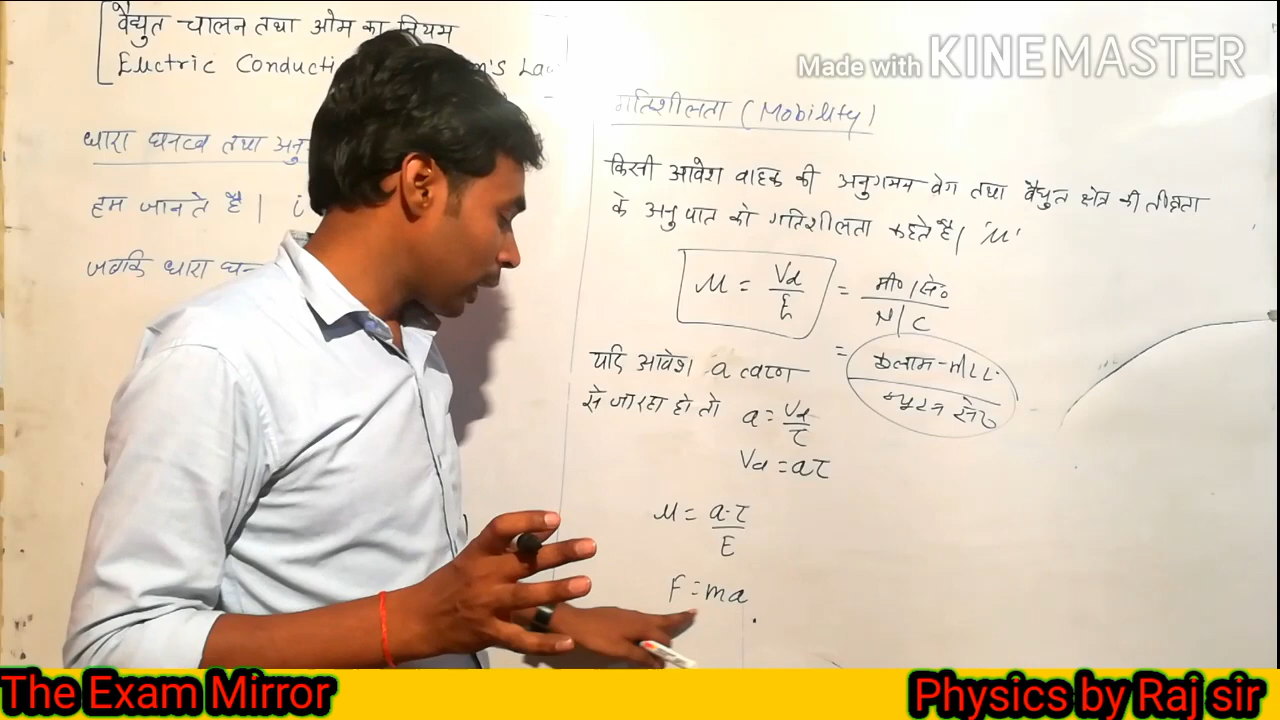 वैद्युत चालन तथा ओम का नियम
Electric Conducti m's Law
धारा घनत्व तथा अनु
हम जानते है | i
जबकि धारा घन
Made with KINEMASTER
गतिशीलता (Mobility)
किसी आवेश वाहक की अनुगमन वेग तथा वैद्युत क्षेत्र की तीव्रता
के अनुपात को गतिशीलता कहते है | 'μ'
μ = Vd/E = मी०/से० / N/C
= कूलाम-मी० / न्यूटन से०
यदि आवेश a त्वरण
से जा रहा हो तो a = Vd/τ
Vd = aτ
μ = a·τ/E
F = ma
The Exam Mirror
Physics by Raj sir